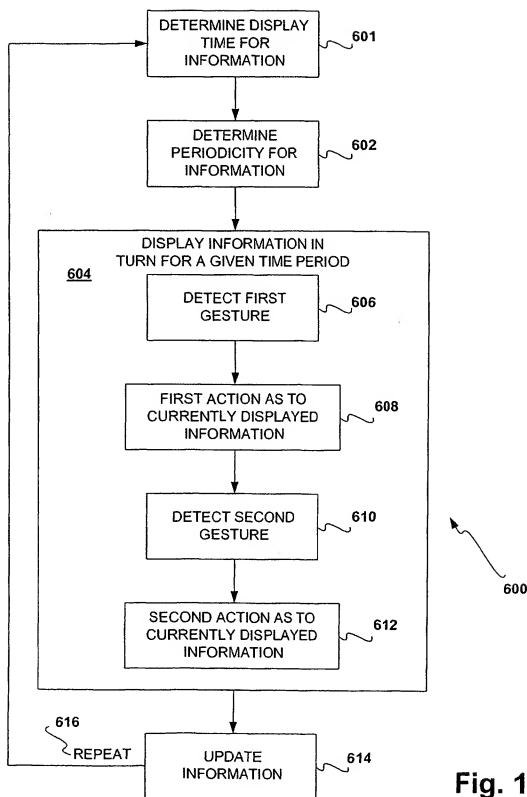 DETERMINE DISPLAY
TIME FOR
INFORMATION
601
DETERMINE
PERIODICITY FOR
INFORMATION
602
DISPLAY INFORMATION IN
TURN FOR A GIVEN TIME PERIOD
604
DETECT FIRST
GESTURE
606
FIRST ACTION AS TO
CURRENTLY DISPLAYED
INFORMATION
608
DETECT SECOND
GESTURE
610
600
SECOND ACTION AS TO
CURRENTLY DISPLAYED
INFORMATION
612
616
REPEAT
UPDATE
INFORMATION
614
Fig. 1